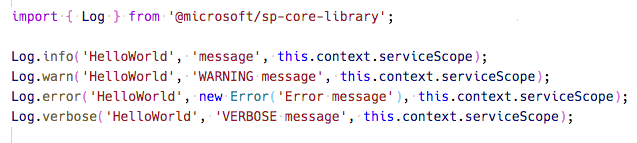 import { Log } from '@microsoft/sp-core-library';
Log.info('HelloWorld', 'message', this.context.serviceScope);
Log.warn('HelloWorld', 'WARNING message', this.context.serviceScope);
Log.error('HelloWorld', new Error('Error message'), this.context.serviceScope);
Log.verbose('HelloWorld', 'VERBOSE message', this.context.serviceScope);